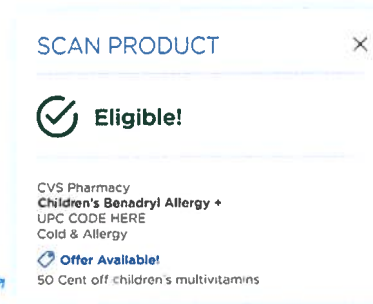 SCAN PRODUCT
Eligible!
CVS Pharmacy
Children's Benadryl Allergy +
UPC CODE HERE
Cold & Allergy
Offer Available!
50 Cent off children's multivitamins